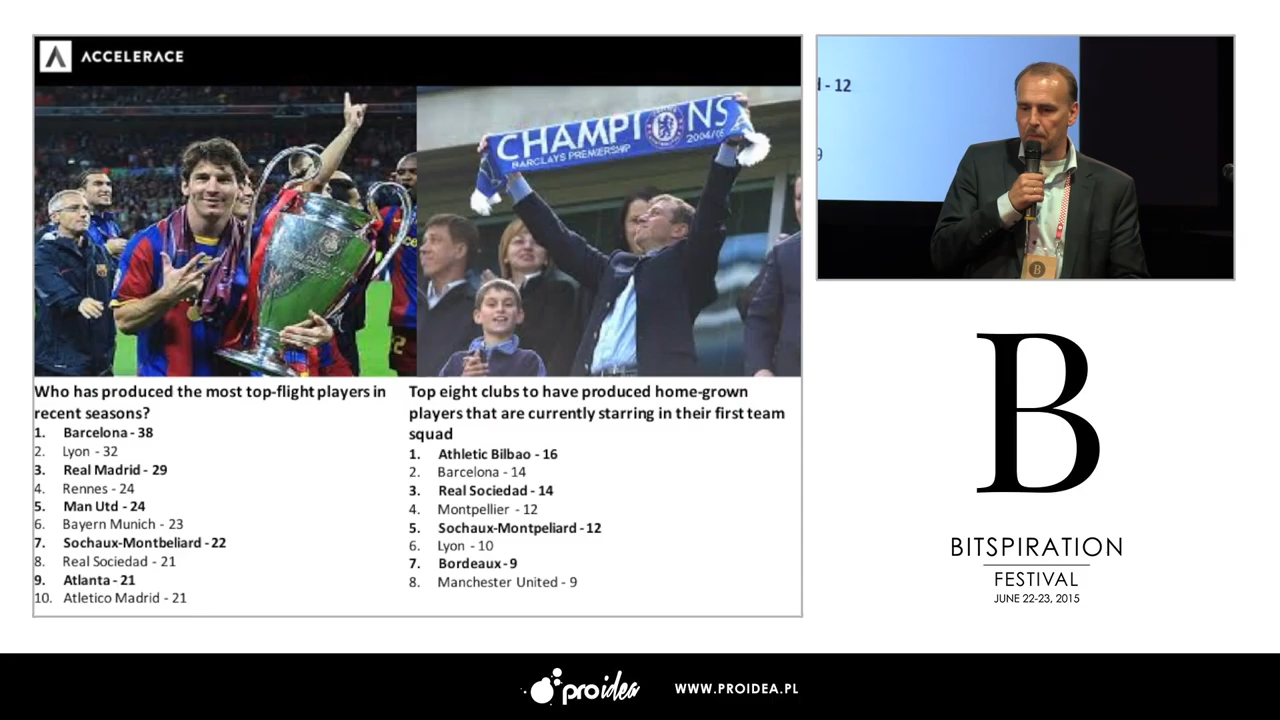 ACCELERACE
CHAMPIONS
BARCLAYS PREMIERSHIP 2004/05
Who has produced the most top-flight players in
recent seasons?
1. Barcelona - 38
2. Lyon - 32
3. Real Madrid - 29
4. Rennes - 24
5. Man Utd - 24
6. Bayern Munich - 23
7. Sochaux-Montbeliard - 22
8. Real Sociedad - 21
9. Atlanta - 21
10. Atletico Madrid - 21
Top eight clubs to have produced home-grown
players that are currently starring in their first team
squad
1. Athletic Bilbao - 16
2. Barcelona - 14
3. Real Sociedad - 14
4. Montpellier - 12
5. Sochaux-Montpeliard - 12
6. Lyon - 10
7. Bordeaux - 9
8. Manchester United - 9
d - 12
9
B
B
BITSPIRATION
FESTIVAL
JUNE 22-23, 2015
proidea
WWW.PROIDEA.PL